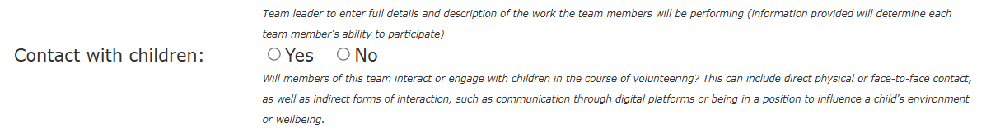 Team leader to enter full details and description of the work the team members will be performing (information provided will determine each
team member's ability to participate)
Contact with children: Yes No
Will members of this team interact or engage with children in the course of volunteering? This can include direct physical or face-to-face contact,
as well as indirect forms of interaction, such as communication through digital platforms or being in a position to influence a child's environment
or wellbeing.